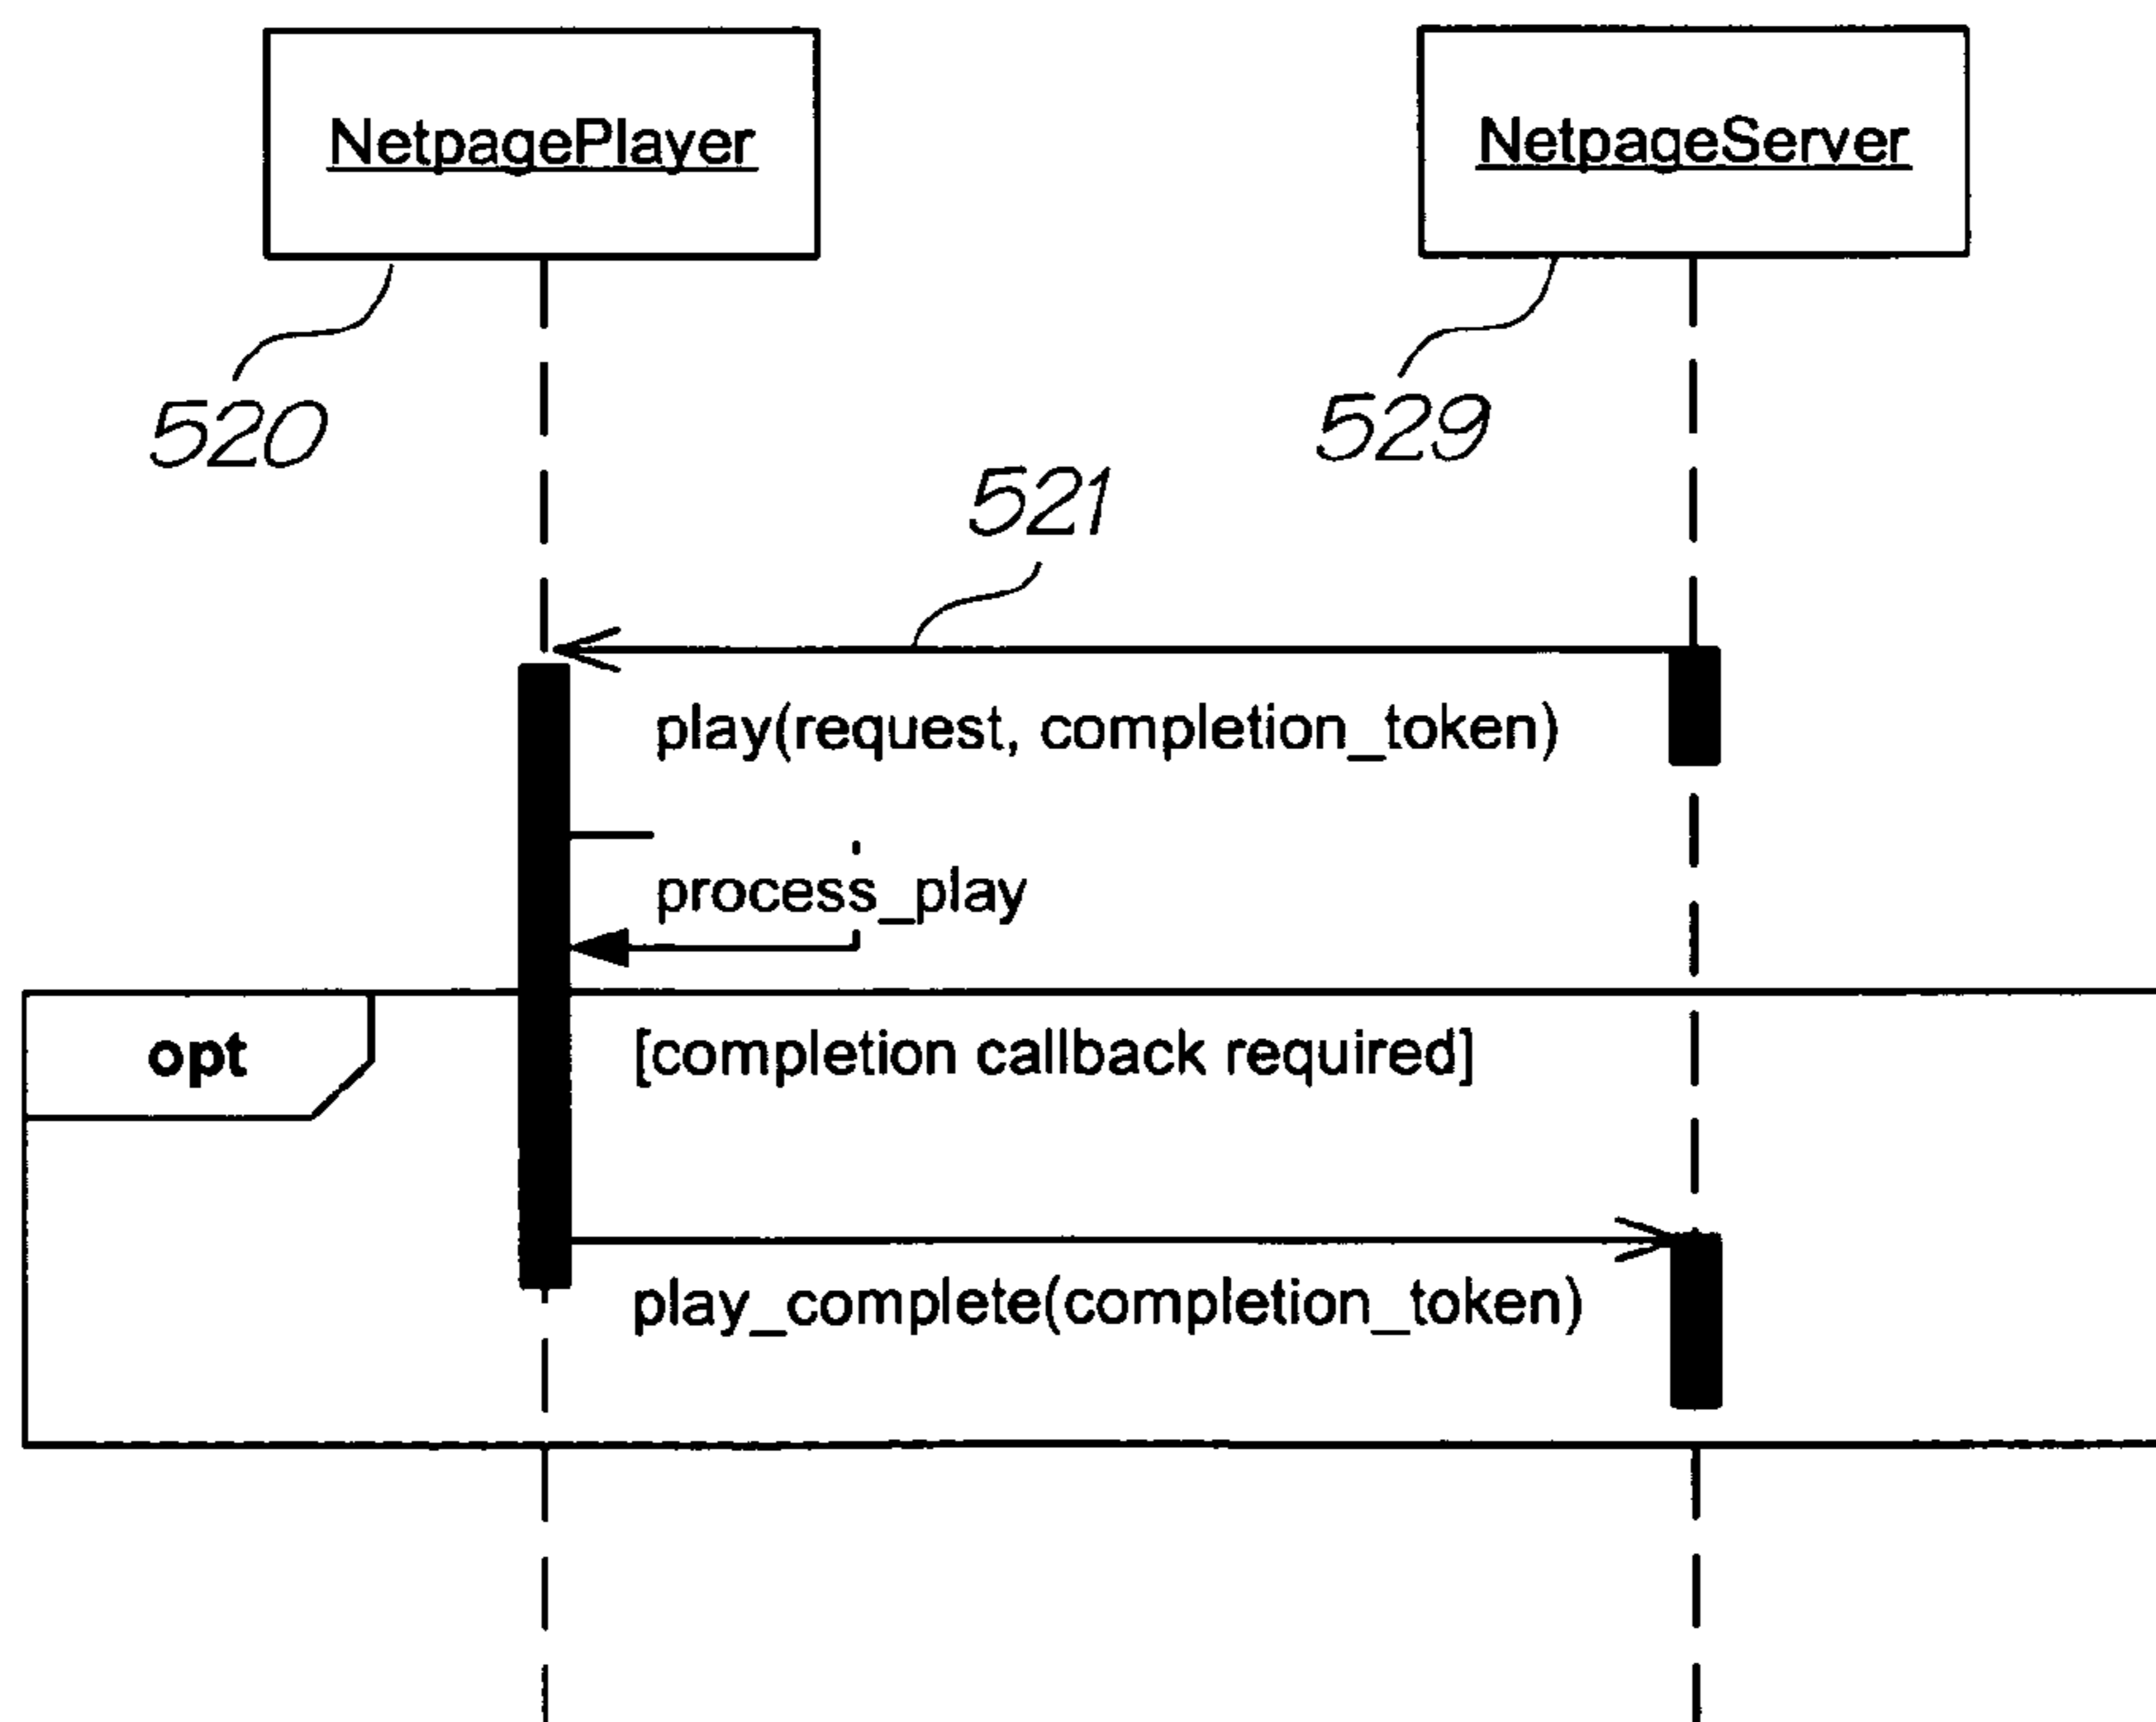 NetpagePlayer
NetpageServer
520
529
521
play(request, completion_token)
process_play
opt
[completion callback required]
play_complete(completion_token)